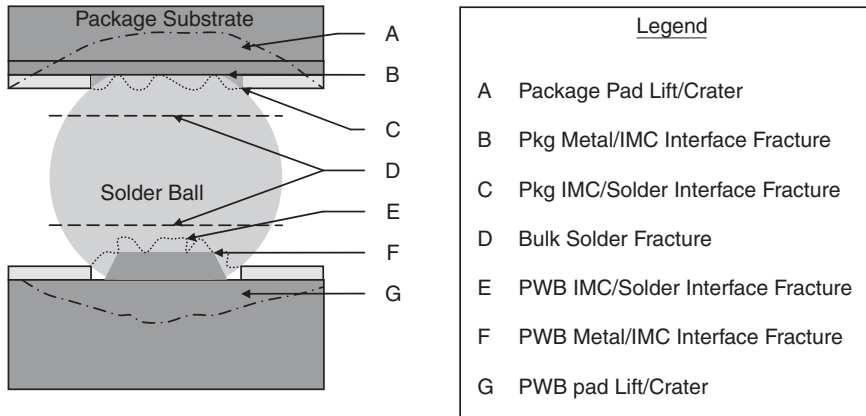 Package Substrate
A
B
C
D
Solder Ball
E
F
G
Legend
A Package Pad Lift/Crater
B Pkg Metal/IMC Interface Fracture
C Pkg IMC/Solder Interface Fracture
D Bulk Solder Fracture
E PWB IMC/Solder Interface Fracture
F PWB Metal/IMC Interface Fracture
G PWB pad Lift/Crater